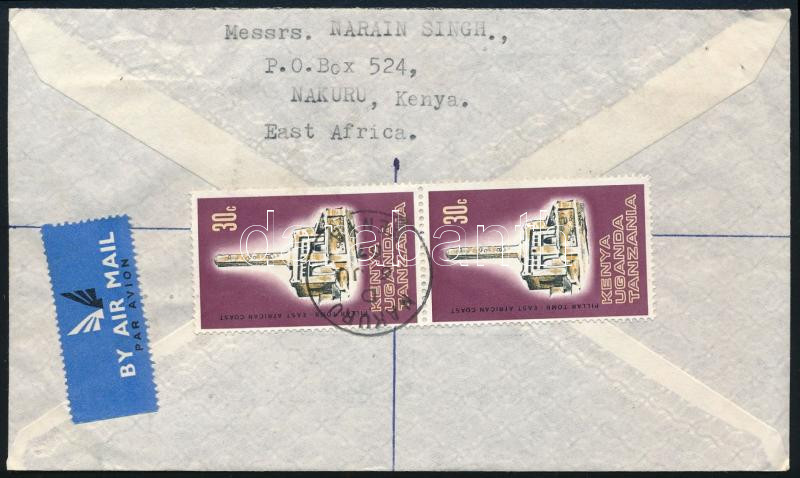 Messrs. NARAIN SINGH.,
P.O.Box 524,
NAKURU, Kenya.
East Africa.
BY AIR MAIL
PAR AVION
30c
KENYA
UGANDA
TANZANIA
PILLAR TOMB · EAST AFRICAN COAST
30c
KENYA
UGANDA
TANZANIA
PILLAR TOMB · EAST AFRICAN COAST
NAKURU